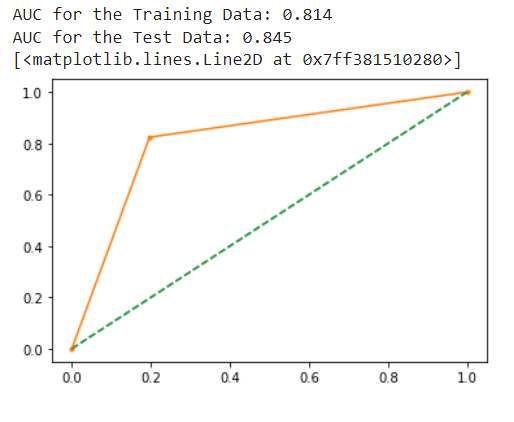 AUC for the Training Data: 0.814
AUC for the Test Data: 0.845
[<matplotlib.lines.Line2D at 0x7ff381510280>]
1.0
0.8
0.6
0.4
0.2
0.0
0.0 0.2 0.4 0.6 0.8 1.0